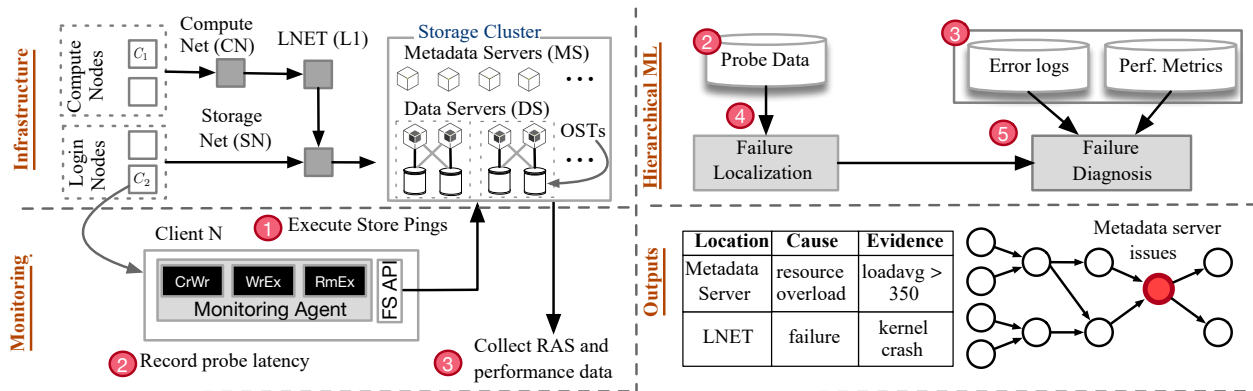 Infrastructure
Compute
Nodes
C1
Compute
Net (CN)
LNET (L1)
Storage
Net (SN)
Login
Nodes
C2
Storage Cluster
Metadata Servers (MS)
• • •
Data Servers (DS)
OSTs
• • •
Monitoring
1 Execute Store Pings
Client N
CrWr
WrEx
RmEx
Monitoring Agent
FS API
2 Record probe latency
3 Collect RAS and
performance data
Hierarchical ML
2
Probe Data
3
Error logs
Perf. Metrics
4
Failure
Localization
5
Failure
Diagnosis
Outputs
Location Cause Evidence
Metadata
Server
resource
overload
loadavg >
350
LNET
failure
kernel
crash
Metadata server
issues